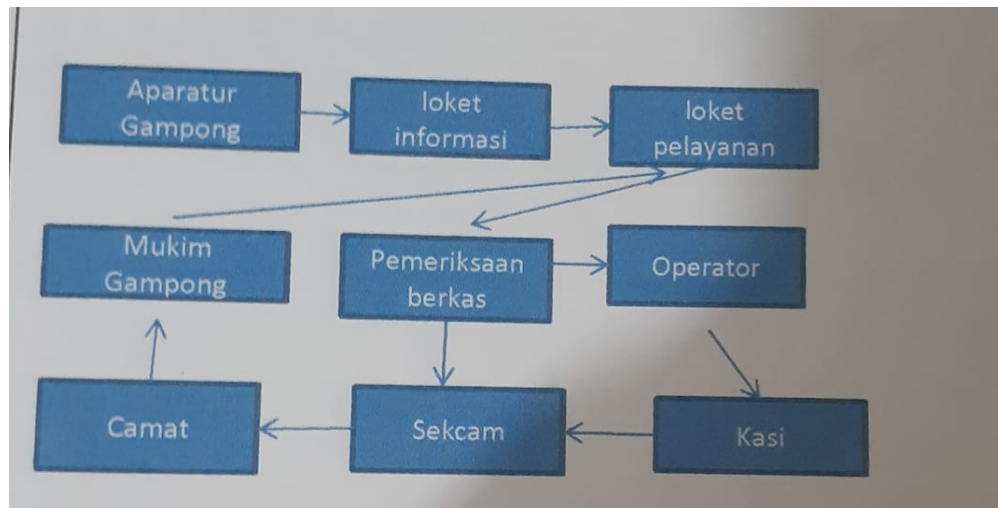 Aparatur
Gampong
loket
informasi
loket
pelayanan
Mukim
Gampong
Pemeriksaan
berkas
Operator
Camat
Sekcam
Kasi